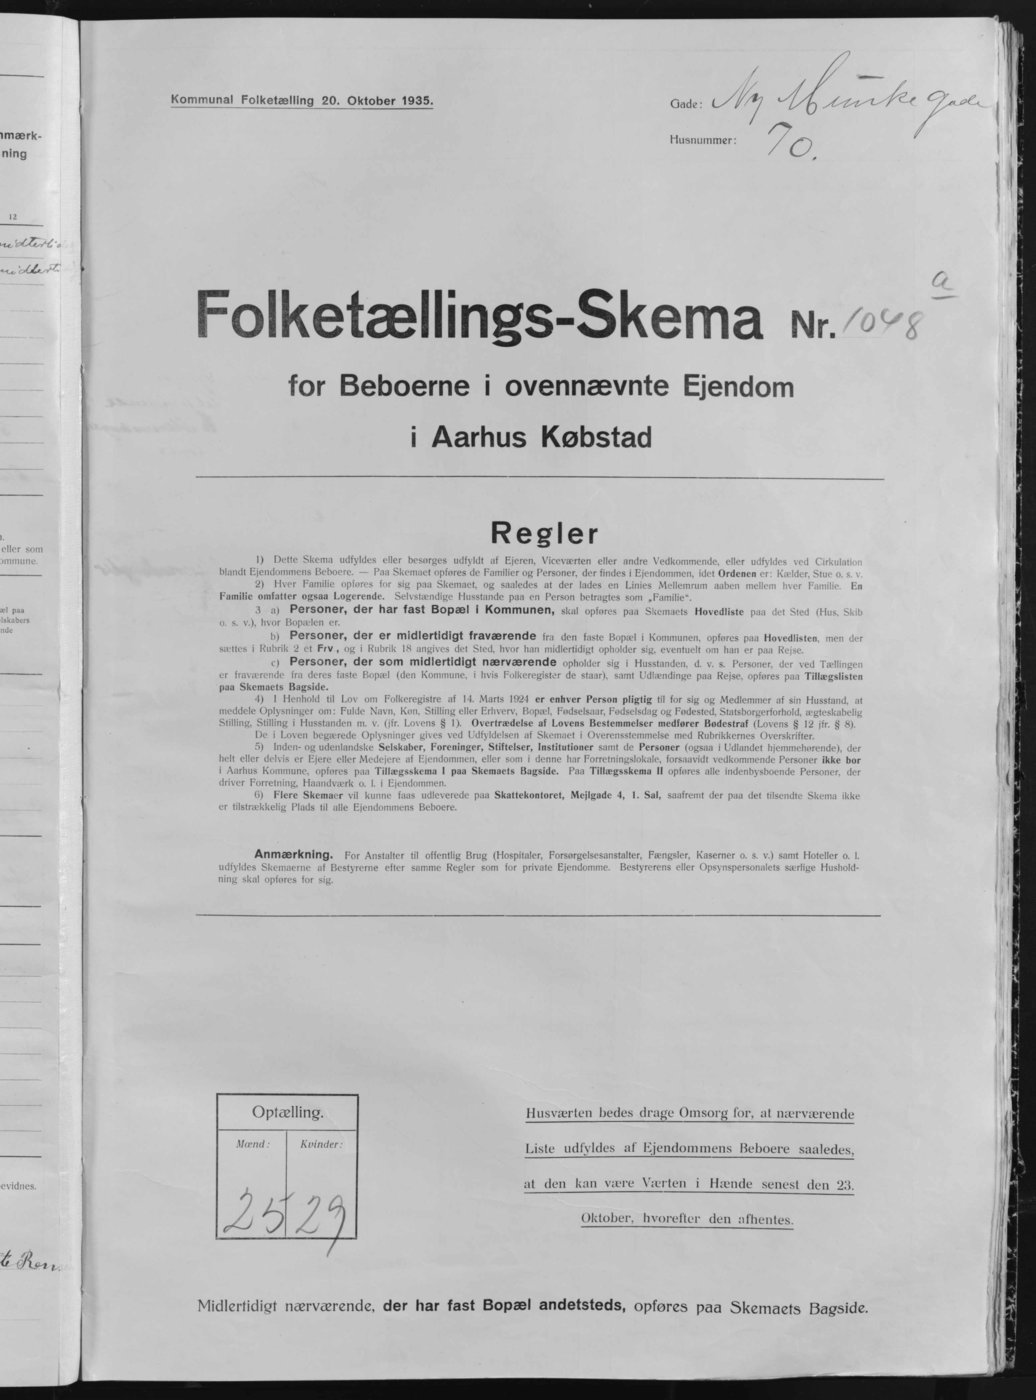 nmærk-
ning
12
eller som
ommune.
æl paa
lskabers
nde
evidnes.
Kommunal Folketælling 20. Oktober 1935.
Gade: Ny Munkegade
Husnummer: 70.
a
Folketællings-Skema Nr. 1048
for Beboerne i ovennævnte Ejendom
i Aarhus Købstad
Regler
1) Dette Skema udfyldes eller besørges udfyldt af Ejeren, Viceværten eller andre Vedkommende, eller udfyldes ved Cirkulation
blandt Ejendommens Beboere. — Paa Skemaet opføres de Familier og Personer, der findes i Ejendommen, idet Ordenen er: Kælder, Stue o. s. v.
2) Hver Familie opføres for sig paa Skemaet, og saaledes at der lades en Linies Mellemrum aaben mellem hver Familie. En
Familie omfatter ogsaa Logerende. Selvstændige Husstande paa en Person betragtes som „Familie“.
3 a) Personer, der har fast Bopæl i Kommunen, skal opføres paa Skemaets Hovedliste paa det Sted (Hus, Skib
o. s. v.), hvor Bopælen er.
b) Personer, der er midlertidigt fraværende fra den faste Bopæl i Kommunen, opføres paa Hovedlisten, men der
sættes i Rubrik 2 et Frv., og i Rubrik 18 angives det Sted, hvor han midlertidigt opholder sig, eventuelt om han er paa Rejse.
c) Personer, der som midlertidigt nærværende opholder sig i Husstanden, d. v. s. Personer, der ved Tællingen
er fraværende fra deres faste Bopæl (den Kommune, i hvis Folkeregister de staar), samt Udlændinge paa Rejse, opføres paa Tillægslisten
paa Skemaets Bagside.
4) I Henhold til Lov om Folkeregistre af 14. Marts 1924 er enhver Person pligtig til for sig og Medlemmer af sin Husstand, at
meddele Oplysninger om: Fulde Navn, Køn, Stilling eller Erhverv, Bopæl, Fødselsaar, Fødselsdag og Fødested, Statsborgerforhold, ægteskabelig
Stilling, Stilling i Husstanden m. v. (jfr. Lovens § 1). Overtrædelse af Lovens Bestemmelser medfører Bødestraf (Lovens § 12 jfr. § 8).
De i Loven begærede Oplysninger gives ved Udfyldelsen af Skemaet i Overensstemmelse med Rubrikkernes Overskrifter.
5) Inden- og udenlandske Selskaber, Foreninger, Stiftelser, Institutioner samt de Personer (ogsaa i Udlandet hjemmehørende), der
helt eller delvis er Ejere eller Medejere af Ejendommen, eller som i denne har Forretningslokale, forsaavidt vedkommende Personer ikke bor
i Aarhus Kommune, opføres paa Tillægsskema I paa Skemaets Bagside. Paa Tillægsskema II opføres alle indenbysboende Personer, der
driver Forretning, Haandværk o. l. i Ejendommen.
6) Flere Skemaer vil kunne faas udleverede paa Skattekontoret, Mejlgade 4, 1. Sal, saafremt der paa det tilsendte Skema ikke
er tilstrækkelig Plads til alle Ejendommens Beboere.
Anmærkning. For Anstalter til offentlig Brug (Hospitaler, Forsørgelsesanstalter, Fængsler, Kaserner o. s. v.) samt Hoteller o. l.
udfyldes Skemaerne af Bestyrerne efter samme Regler som for private Ejendomme. Bestyrerens eller Opsynspersonalets særlige Hushold-
ning skal opføres for sig.
Optælling.
Mænd: Kvinder:
25 29
Husværten bedes drage Omsorg for, at nærværende
Liste udfyldes af Ejendommens Beboere saaledes,
at den kan være Værten i Hænde senest den 23.
Oktober, hvorefter den afhentes.
Midlertidigt nærværende, der har fast Bopæl andetsteds, opføres paa Skemaets Bagside.